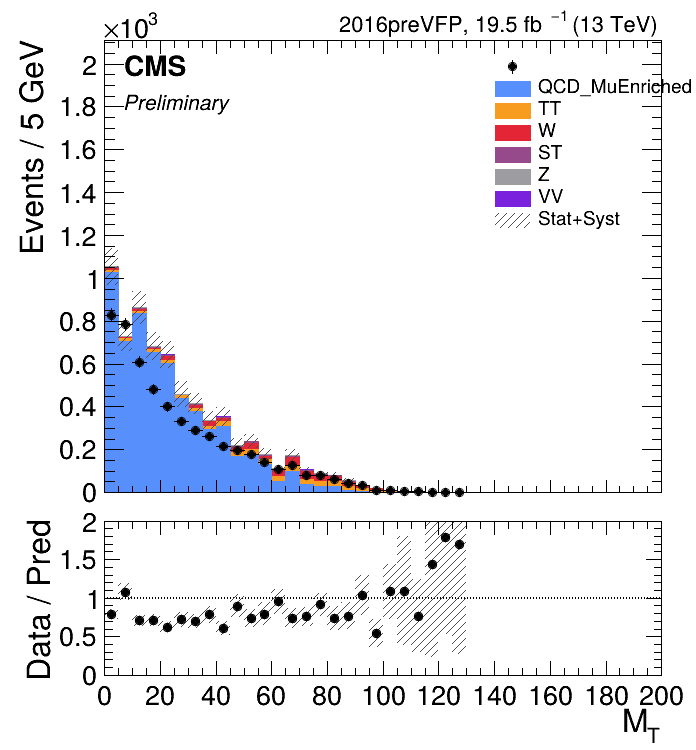 ×10³
2016preVFP, 19.5 fb ⁻¹ (13 TeV)
CMS
Preliminary
QCD_MuEnriched
TT
W
ST
Z
VV
Stat+Syst
Events / 5 GeV
2
1.8
1.6
1.4
1.2
1
0.8
0.6
0.4
0.2
0
Data / Pred
2
1.5
1
0.5
0
0 20 40 60 80 100 120 140 160 180 200
M_T